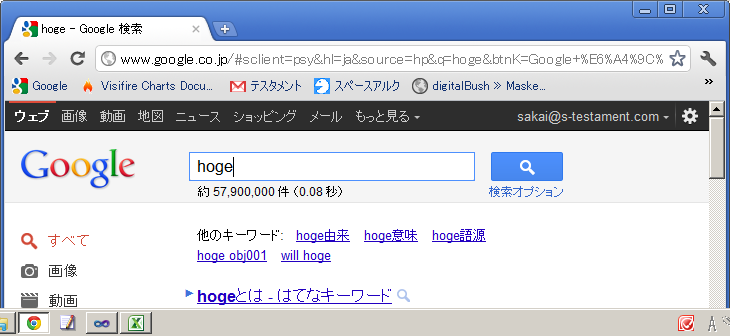 hoge - Google 検索
www.google.co.jp/#sclient=psy&hl=ja&source=hp&q=hoge&btnK=Google+%E6%A4%9C%
Google Visifire Charts Docu... テスタメント スペースアルク digitalBush » Maske...
ウェブ 画像 動画 地図 ニュース ショッピング メール もっと見る sakai@s-testament.com
Google hoge
約 57,900,000 件 (0.08 秒) 検索オプション
他のキーワード: hoge由来 hoge意味 hoge語源
hoge obj001 will hoge
すべて
画像
hogeとは - はてなキーワード
動画